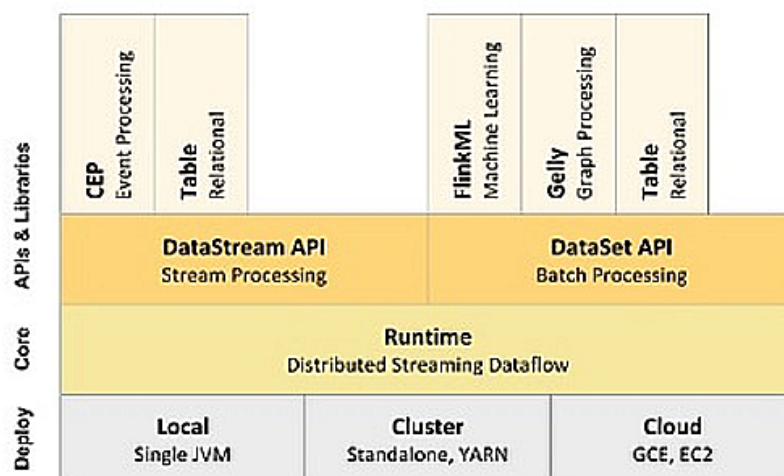 CEP
Event Processing
Table
Relational
FlinkML
Machine Learning
Gelly
Graph Processing
Table
Relational
APIs & Libraries
DataStream API
Stream Processing
DataSet API
Batch Processing
Core
Runtime
Distributed Streaming Dataflow
Deploy
Local
Single JVM
Cluster
Standalone, YARN
Cloud
GCE, EC2